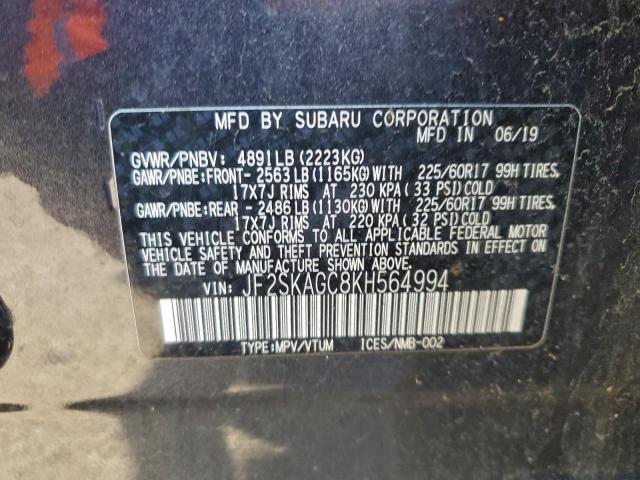 MFD BY SUBARU CORPORATION
MFD IN 06/19
GVWR/PNBV: 4891LB(2223KG)
GAWR/PNBE:FRONT-2563LB(1165KG)WITH 225/60R17 99H TIRES,
17X7J RIMS AT 230 KPA(33 PSI)COLD
GAWR/PNBE:REAR -2486LB(1130KG)WITH 225/60R17 99H TIRES,
17X7J RIMS AT 220 KPA(32 PSI)COLD
THIS VEHICLE CONFORMS TO ALL APPLICABLE FEDERAL MOTOR
VEHICLE SAFETY AND THEFT PREVENTION STANDARDS IN EFFECT ON
THE DATE OF MANUFACTURE SHOWN ABOVE.
VIN: JF2SKAGC8KH564994
TYPE:MPV/VTUM ICES/NMB-002